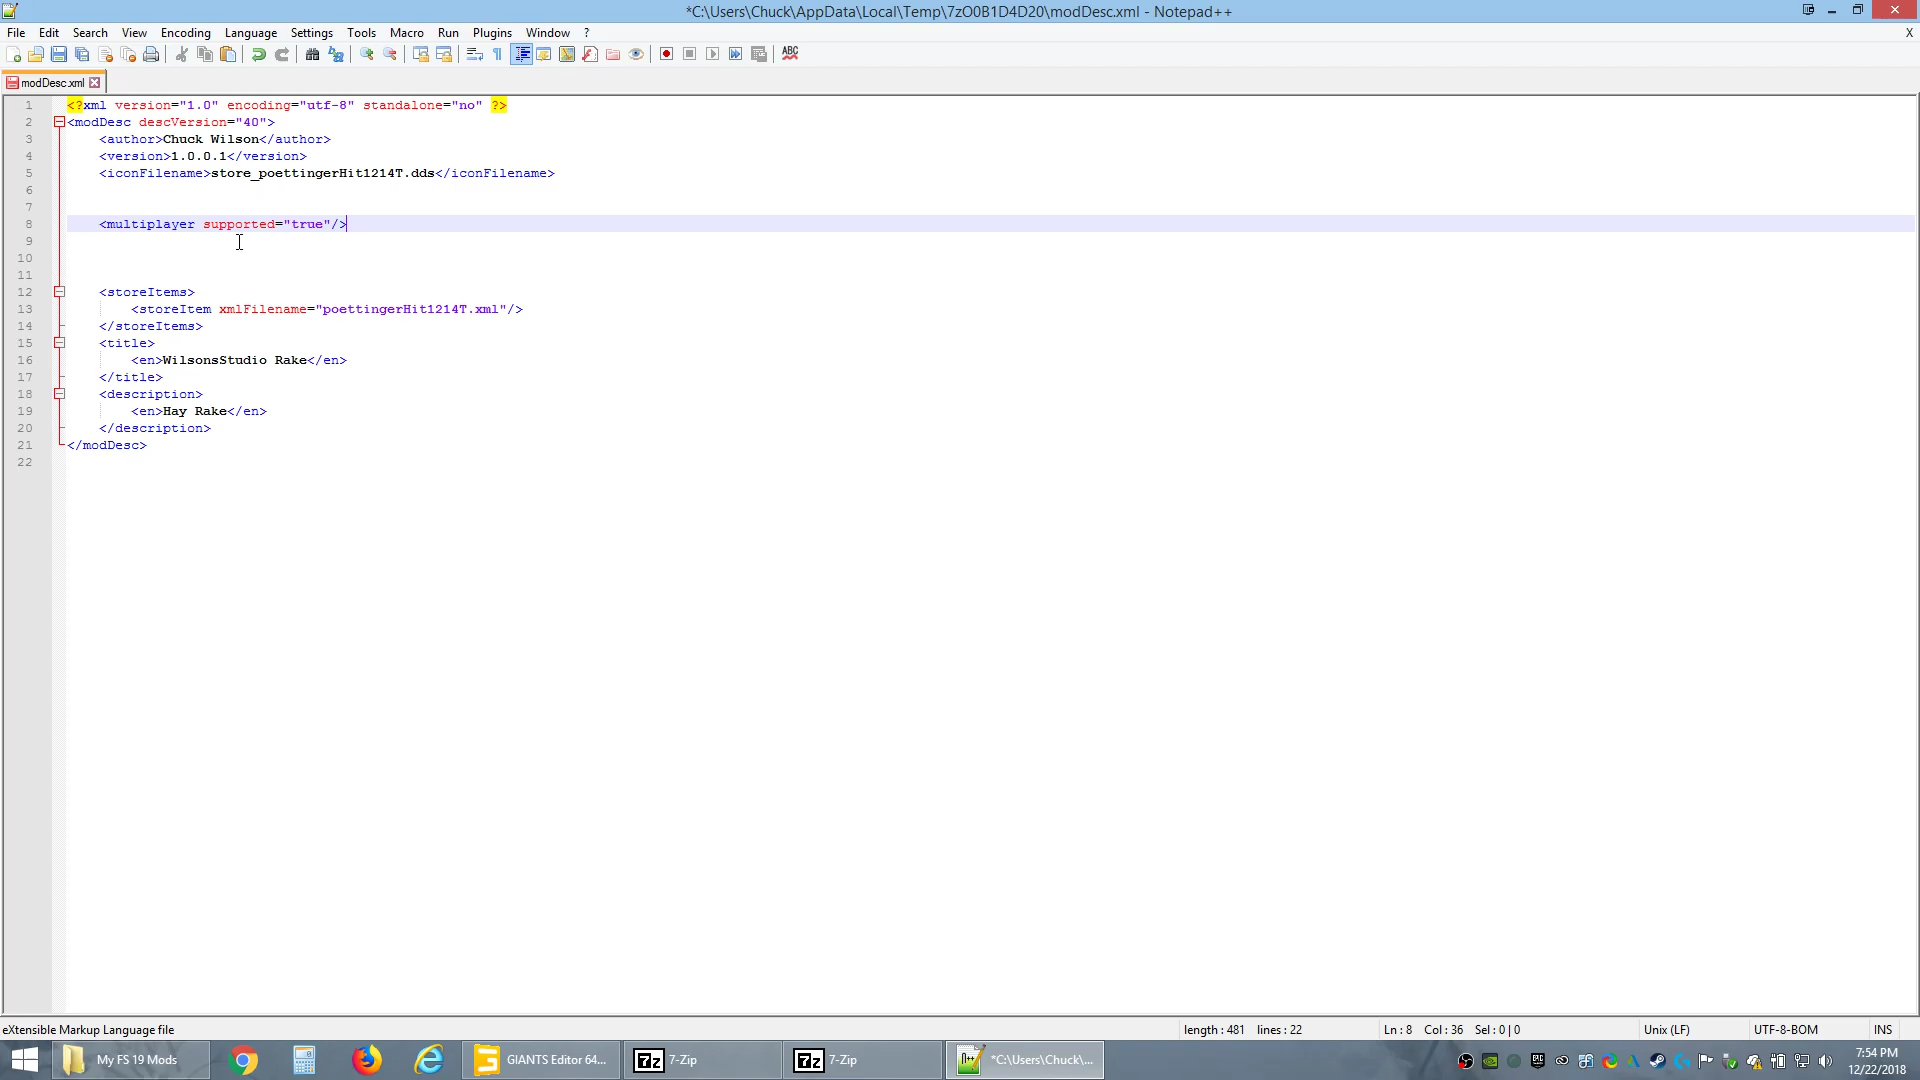 *C:\Users\Chuck\AppData\Local\Temp\7zO0B1D4D20\modDesc.xml - Notepad++
File Edit Search View Encoding Language Settings Tools Macro Run Plugins Window ? X
ABC
modDesc.xml
1 <?xml version="1.0" encoding="utf-8" standalone="no" ?>
2 <modDesc descVersion="40">
3 <author>Chuck Wilson</author>
4 <version>1.0.0.1</version>
5 <iconFilename>store_poettingerHit1214T.dds</iconFilename>
6
7
8 <multiplayer supported="true"/>
9
10
11
12 <storeItems>
13 <storeItem xmlFilename="poettingerHit1214T.xml"/>
14 </storeItems>
15 <title>
16 <en>WilsonsStudio Rake</en>
17 </title>
18 <description>
19 <en>Hay Rake</en>
20 </description>
21 </modDesc>
22
eXtensible Markup Language file length : 481 lines : 22 Ln : 8 Col : 36 Sel : 0 | 0 Unix (LF) UTF-8-BOM INS
My FS 19 Mods GIANTS Editor 64... 7z 7-Zip 7z 7-Zip *C:\Users\Chuck\... 7:54 PM
12/22/2018